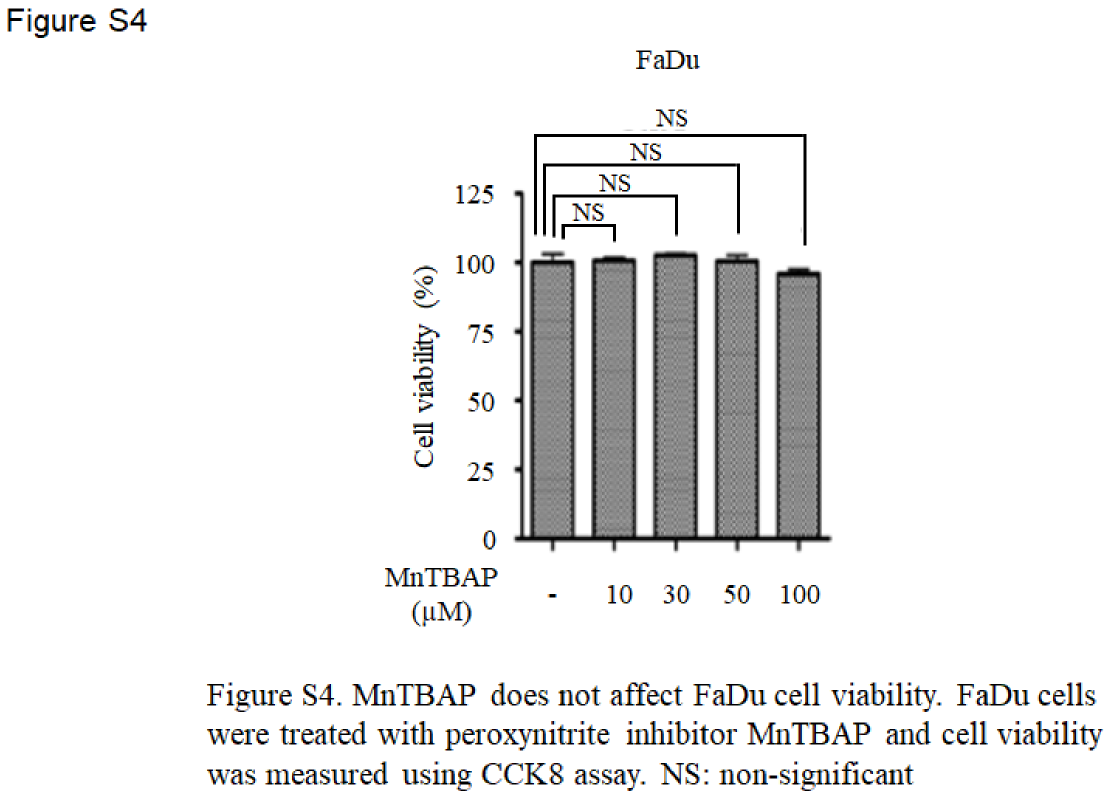 Figure S4
FaDu
NS
NS
NS
NS
125
100
75
50
25
0
Cell viability (%)
MnTBAP
(μM)
- 10 30 50 100
Figure S4. MnTBAP does not affect FaDu cell viability. FaDu cells
were treated with peroxynitrite inhibitor MnTBAP and cell viability
was measured using CCK8 assay. NS: non-significant